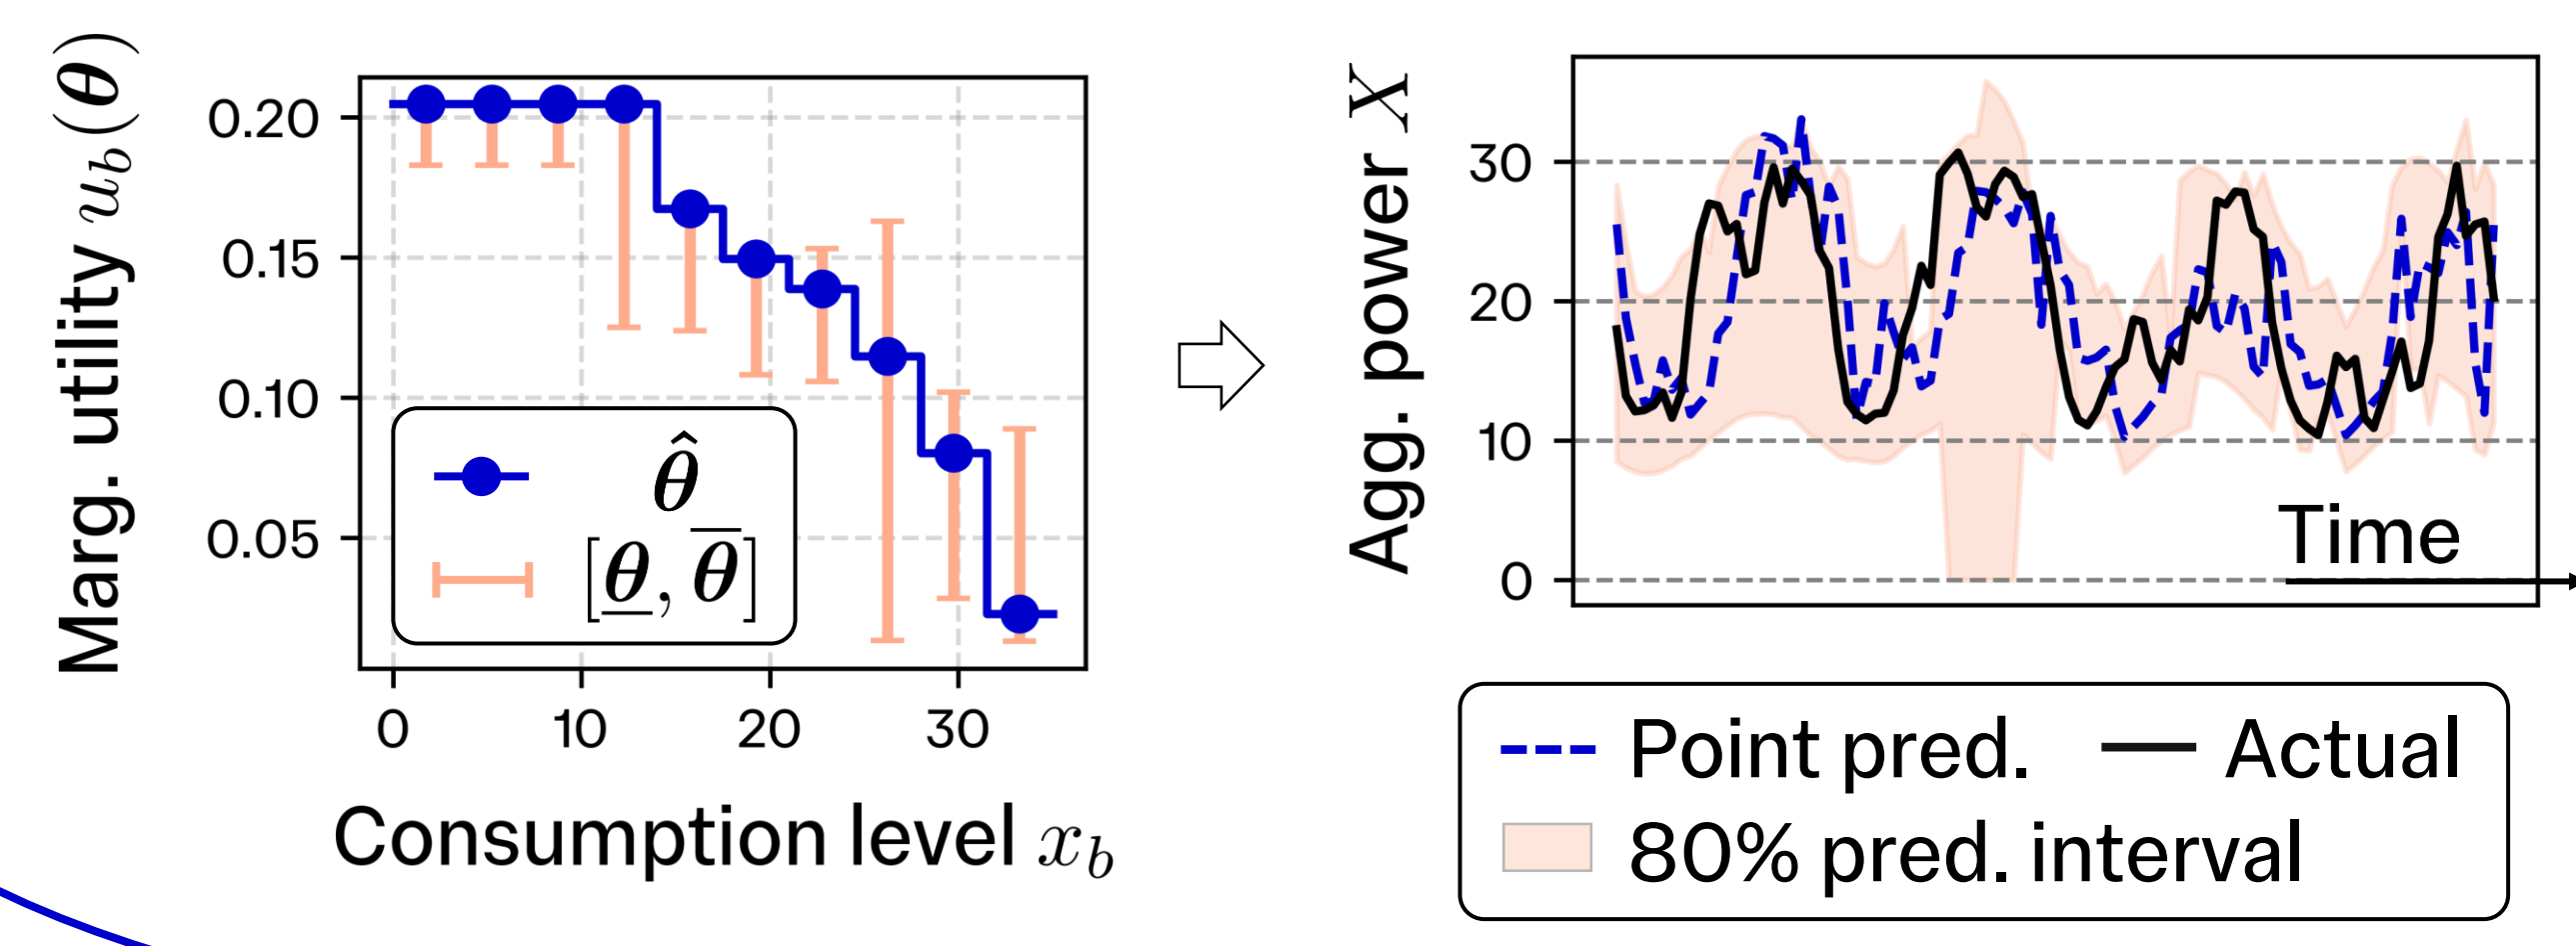 Marg. utility u_b(θ)
0.20
0.15
0.10
0.05
θ̂
[θ̲, θ̅]
0 10 20 30
Consumption level x_b
Agg. power X
30
20
10
0
Time
Point pred. Actual
80% pred. interval